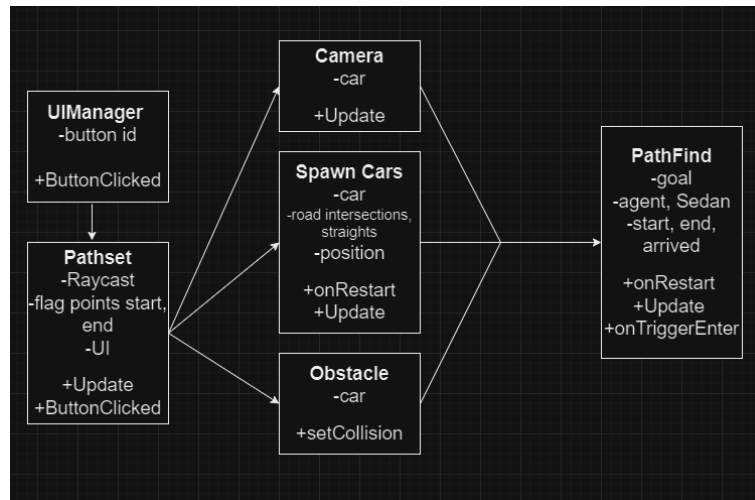 UIManager
-button id
+ButtonClicked
Pathset
-Raycast
-flag points start,
end
-UI
+Update
+ButtonClicked
Camera
-car
+Update
Spawn Cars
-car
-road intersections,
straights
-position
+onRestart
+Update
Obstacle
-car
+setCollision
PathFind
-goal
-agent, Sedan
-start, end,
arrived
+onRestart
+Update
+onTriggerEnter